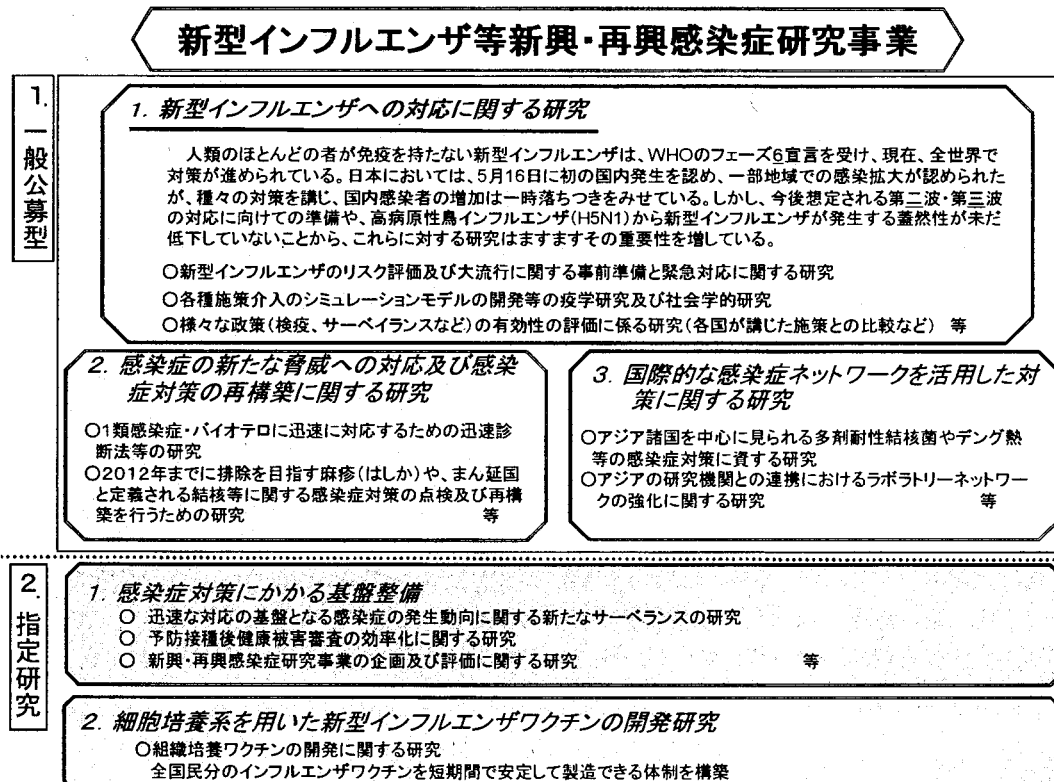 新型インフルエンザ等新興・再興感染症研究事業
1.一般公募型
1. 新型インフルエンザへの対応に関する研究
人類のほとんどの者が免疫を持たない新型インフルエンザは、WHOのフェーズ6宣言を受け、現在、全世界で
対策が進められている。日本においては、5月16日に初の国内発生を認め、一部地域での感染拡大が認められた
が、種々の対策を講じ、国内感染者の増加は一時落ちつきをみせている。しかし、今後想定される第二波・第三波
の対応に向けての準備や、高病原性鳥インフルエンザ(H5N1)から新型インフルエンザが発生する蓋然性が未だ
低下していないことから、これらに対する研究はますますその重要性を増している。
○新型インフルエンザのリスク評価及び大流行に関する事前準備と緊急対応に関する研究
○各種施策介入のシミュレーションモデルの開発等の疫学研究及び社会学的研究
○様々な政策(検疫、サーベイランスなど)の有効性の評価に係る研究(各国が講じた施策との比較など) 等
2. 感染症の新たな脅威への対応及び感染
症対策の再構築に関する研究
○1類感染症・バイオテロに迅速に対応するための迅速診
断法等の研究
○2012年までに排除を目指す麻疹(はしか)や、まん延国
と定義される結核等に関する感染症対策の点検及び再構
築を行うための研究 等
3. 国際的な感染症ネットワークを活用した対
策に関する研究
○アジア諸国を中心に見られる多剤耐性結核菌やデング熱
等の感染症対策に資する研究
○アジアの研究機関との連携におけるラボラトリーネットワー
クの強化に関する研究 等
2.指定研究
1. 感染症対策にかかる基盤整備
○ 迅速な対応の基盤となる感染症の発生動向に関する新たなサーベランスの研究
○ 予防接種後健康被害審査の効率化に関する研究
○ 新興・再興感染症研究事業の企画及び評価に関する研究 等
2. 細胞培養系を用いた新型インフルエンザワクチンの開発研究
○組織培養ワクチンの開発に関する研究
全国民分のインフルエンザワクチンを短期間で安定して製造できる体制を構築